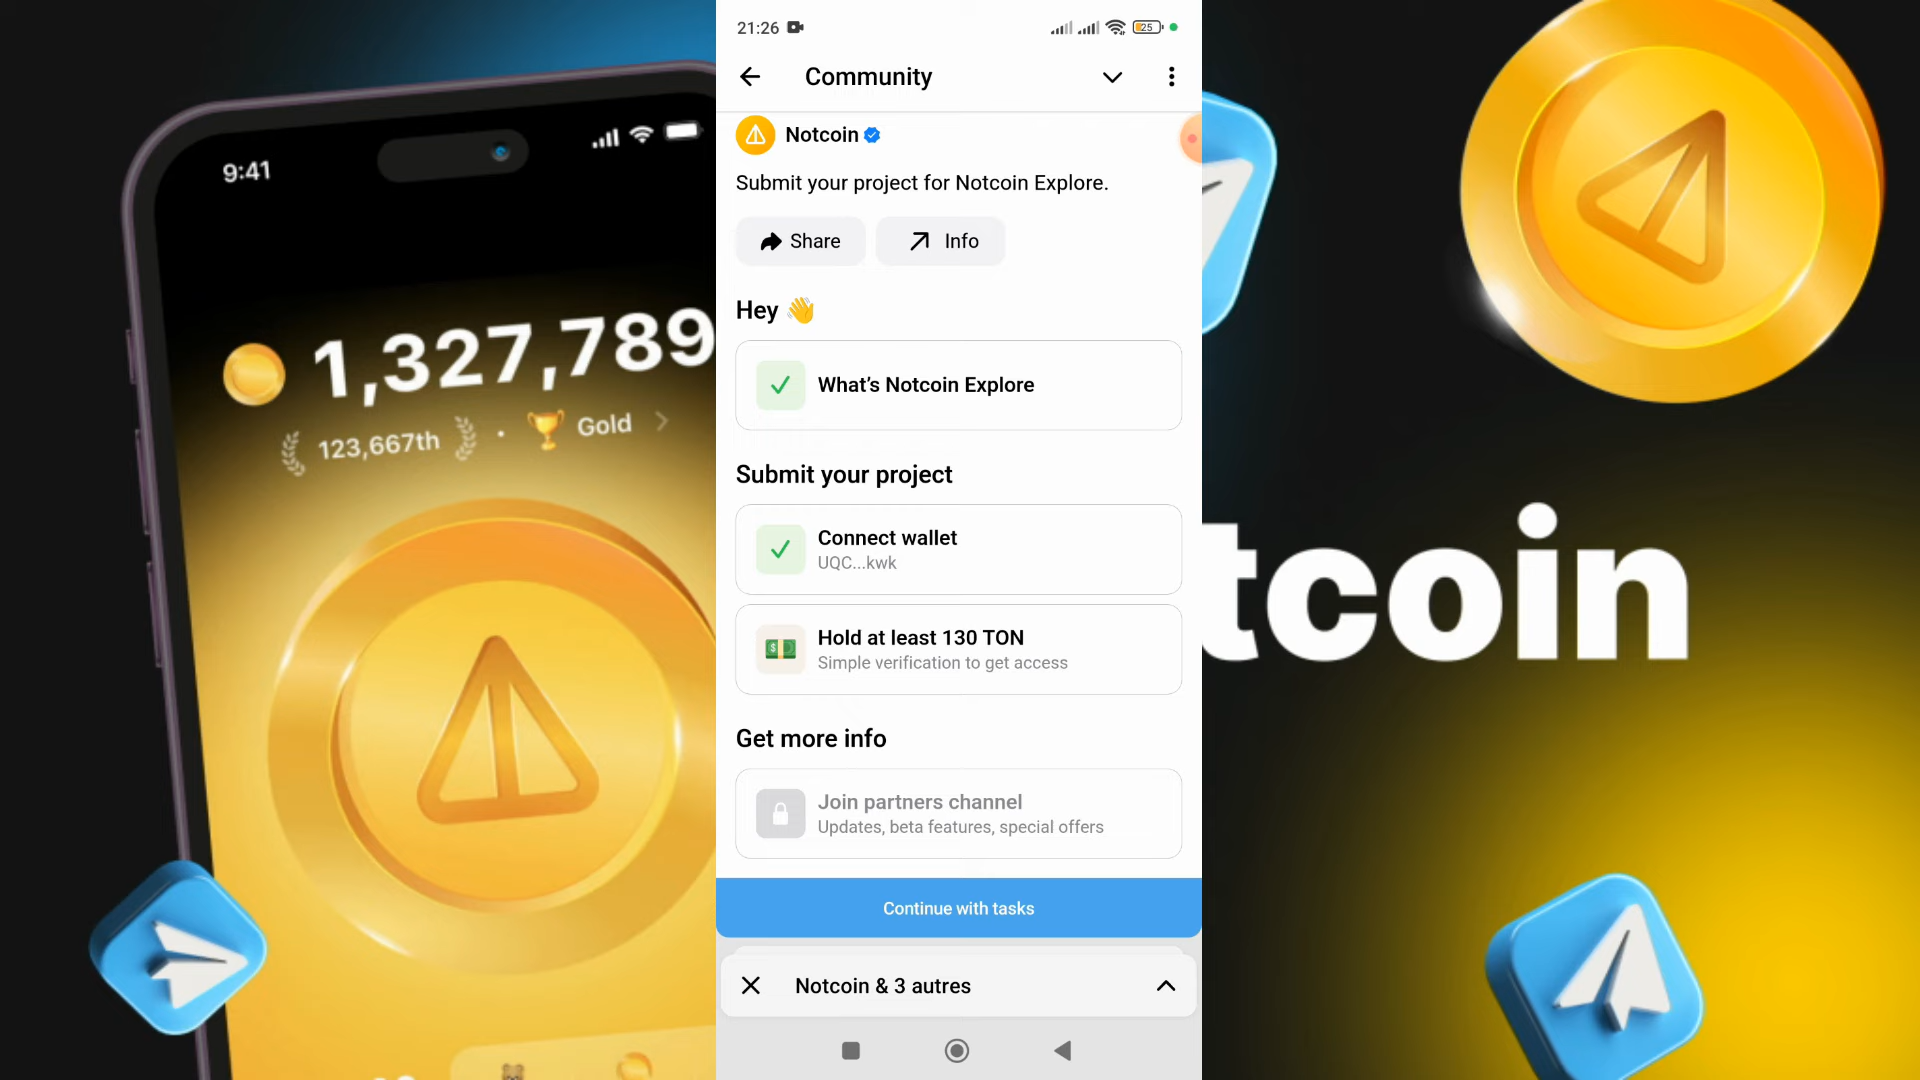 21:26
25
Community
Notcoin
Submit your project for Notcoin Explore.
Share
Info
Hey 👋
What's Notcoin Explore
Submit your project
Connect wallet
UQC...kwk
Hold at least 130 TON
Simple verification to get access
Get more info
Join partners channel
Updates, beta features, special offers
Continue with tasks
Notcoin & 3 autres
9:41
1,327,789
123,667th • Gold
tcoin